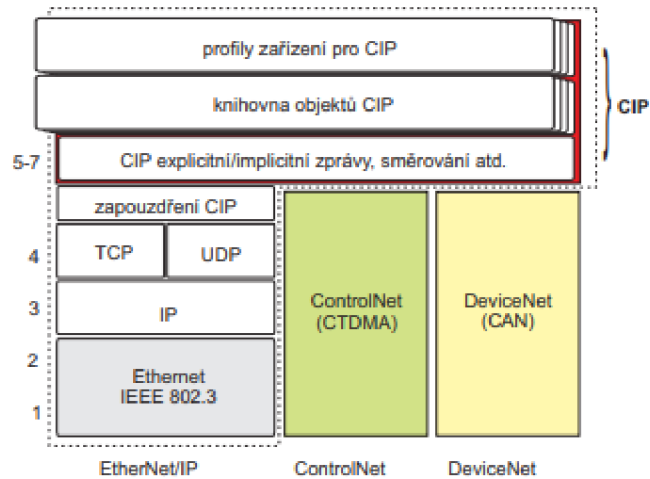 profily zařízení pro CIP
knihovna objektů CIP
CIP
5-7
CIP explicitní/implicitní zprávy, směrování atd.
zapouzdření CIP
4
TCP
UDP
3
IP
ControlNet
(CTDMA)
DeviceNet
(CAN)
2
Ethernet
IEEE 802.3
1
EtherNet/IP
ControlNet
DeviceNet